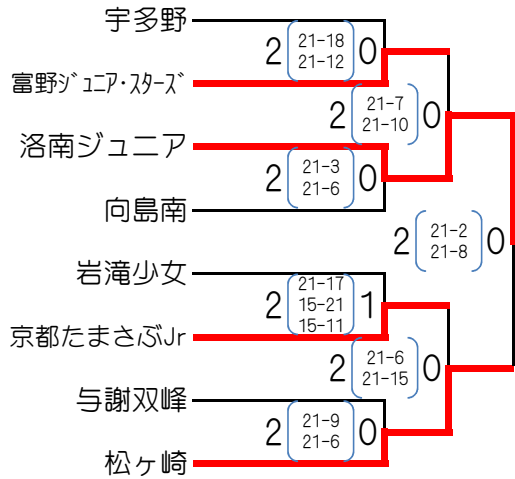 宇多野
2 21-18 0
21-12
富野ｼﾞｭﾆｱ･ｽﾀｰｽﾞ
2 21-7 0
21-10
洛南ジュニア
2 21-3 0
21-6
向島南
2 21-2 0
21-8
岩滝少女
2 21-17 1
15-21
15-11
京都たまさぶJr
2 21-6 0
21-15
与謝双峰
2 21-9 0
21-6
松ヶ崎